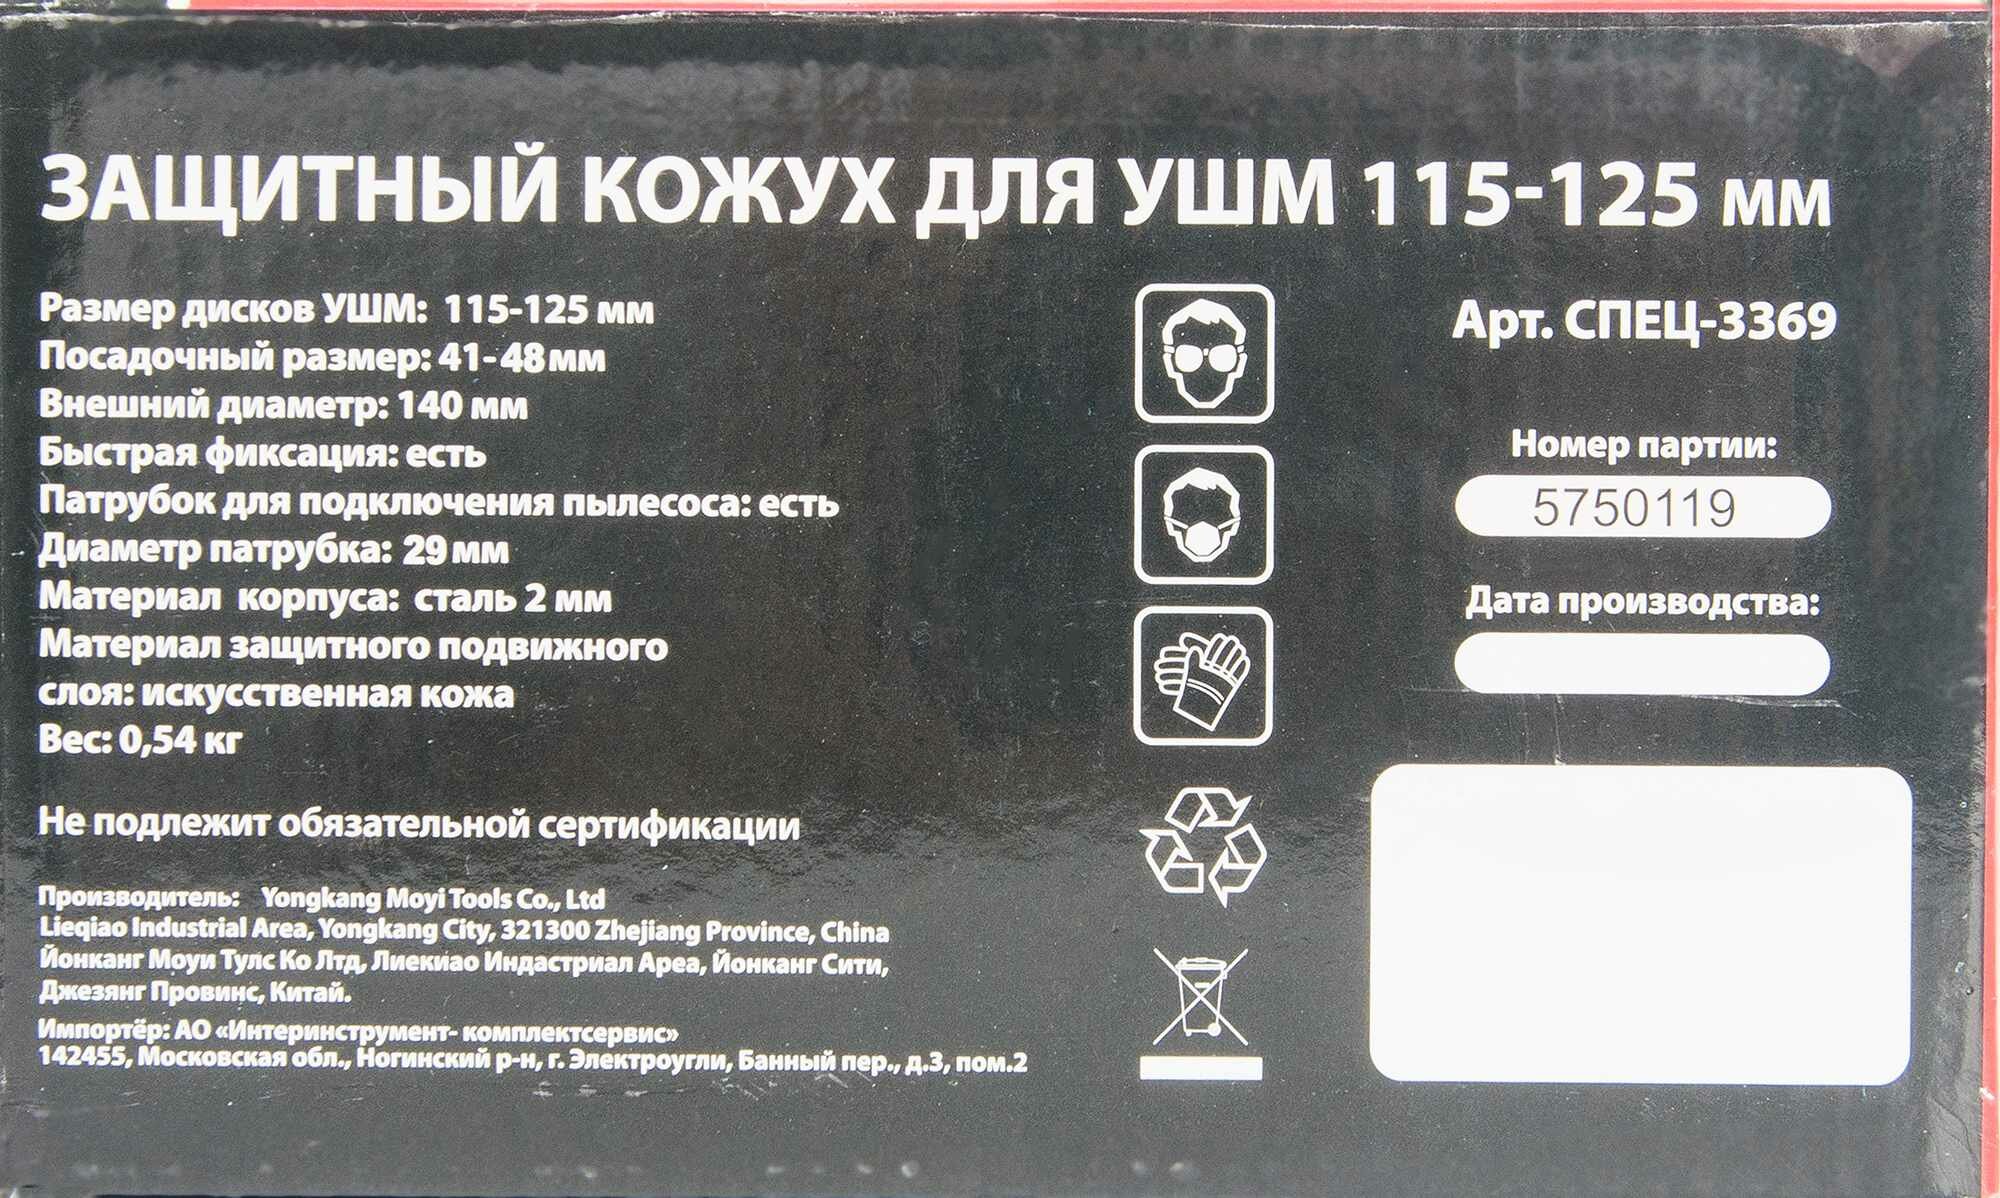 ЗАЩИТНЫЙ КОЖУХ ДЛЯ УШМ 115-125 мм
Размер дисков УШМ: 115-125 мм
Посадочный размер: 41-48мм
Внешний диаметр: 140 мм
Быстрая фиксация: есть
Патрубок для подключения пылесоса: есть
Диаметр патрубка: 29мм
Материал корпуса: сталь 2 мм
Материал защитного подвижного
слоя: искусственная кожа
Вес: 0,54 кг
Не подлежит обязательной сертификации
Производитель: Yongkang Moyi Tools Co., Ltd
Lieqiao Industrial Area, Yongkang City, 321300 Zhejiang Province, China
Йонканг Моуи Тулс Ко Лтд, Лиекиао Индастриал Ареа, Йонканг Сити,
Джезянг Провинс, Китай.
Импортёр: АО «Интеринструмент- комплектсервис»
142455, Московская обл., Ногинский р-н, г. Электроугли, Банный пер., д.3, пом.2
Арт. СПЕЦ-3369
Номер партии:
5750119
Дата производства: